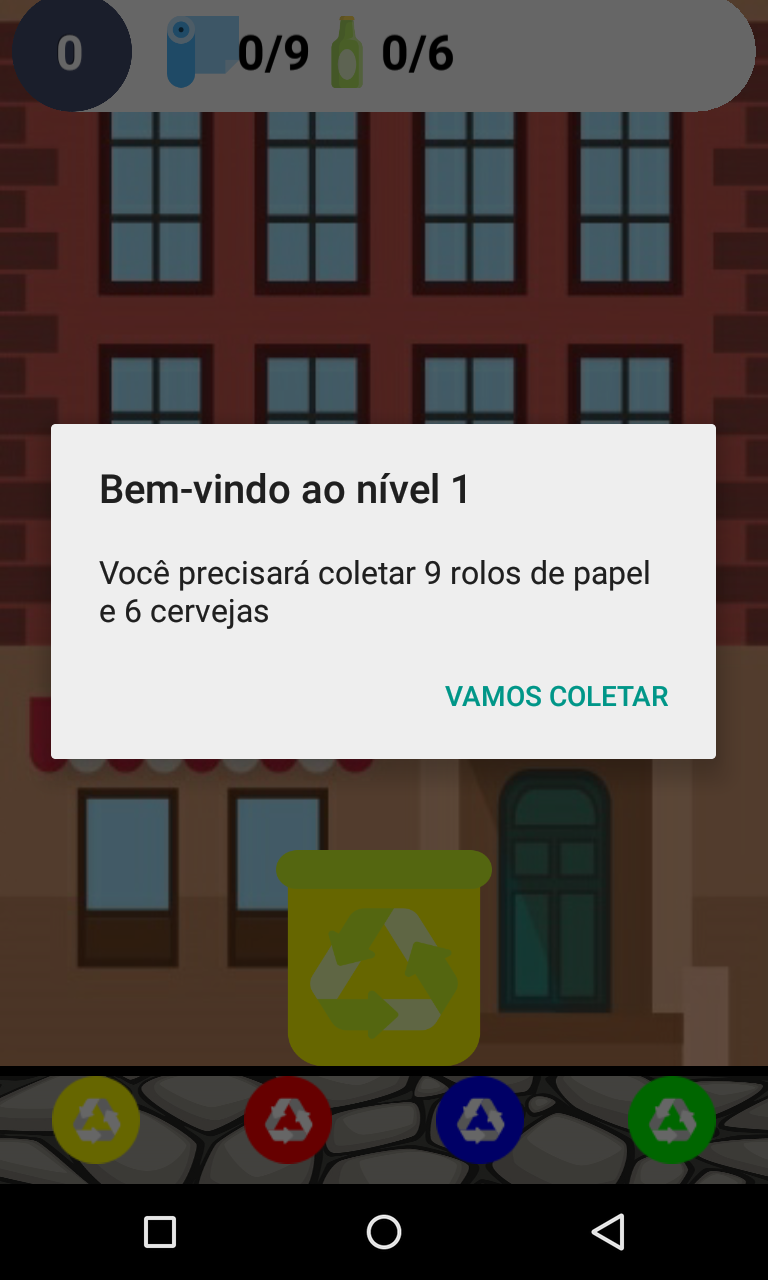 0 0/9 0/6
Bem-vindo ao nível 1
Você precisará coletar 9 rolos de papel
e 6 cervejas
VAMOS COLETAR